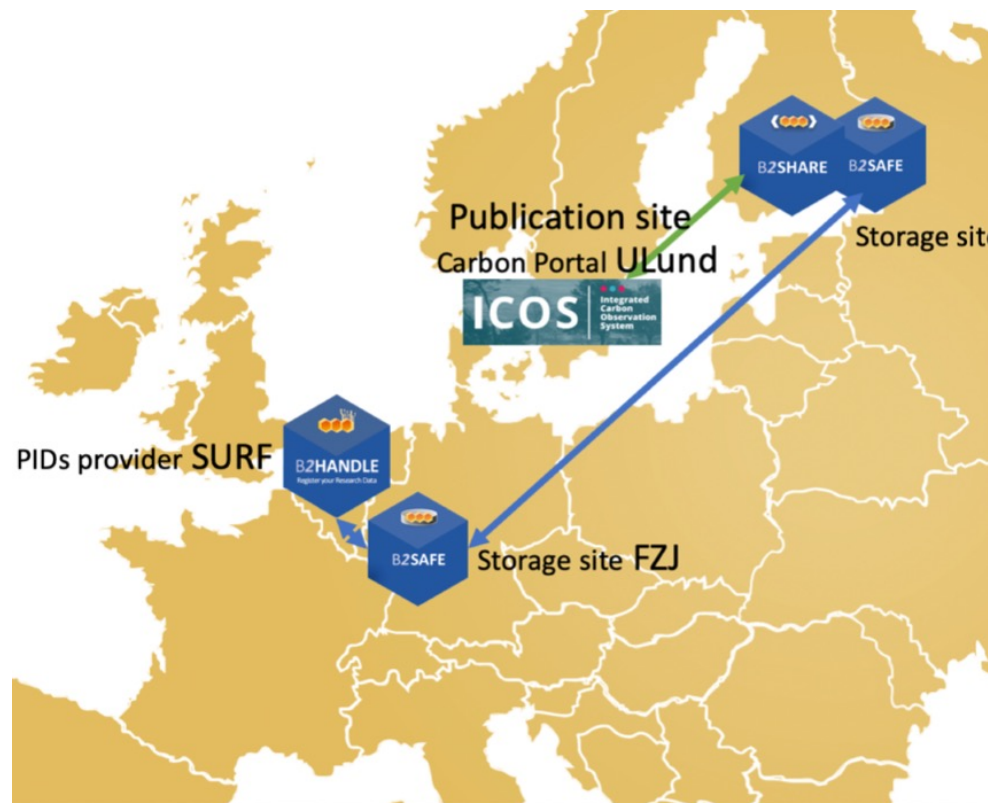 B2SHARE
B2SAFE
Publication site
Storage site
Carbon Portal ULund
ICOS
Integrated
Carbon
Observation
System
PIDs provider SURF
B2HANDLE
Register your Research Data
B2SAFE
Storage site FZJ